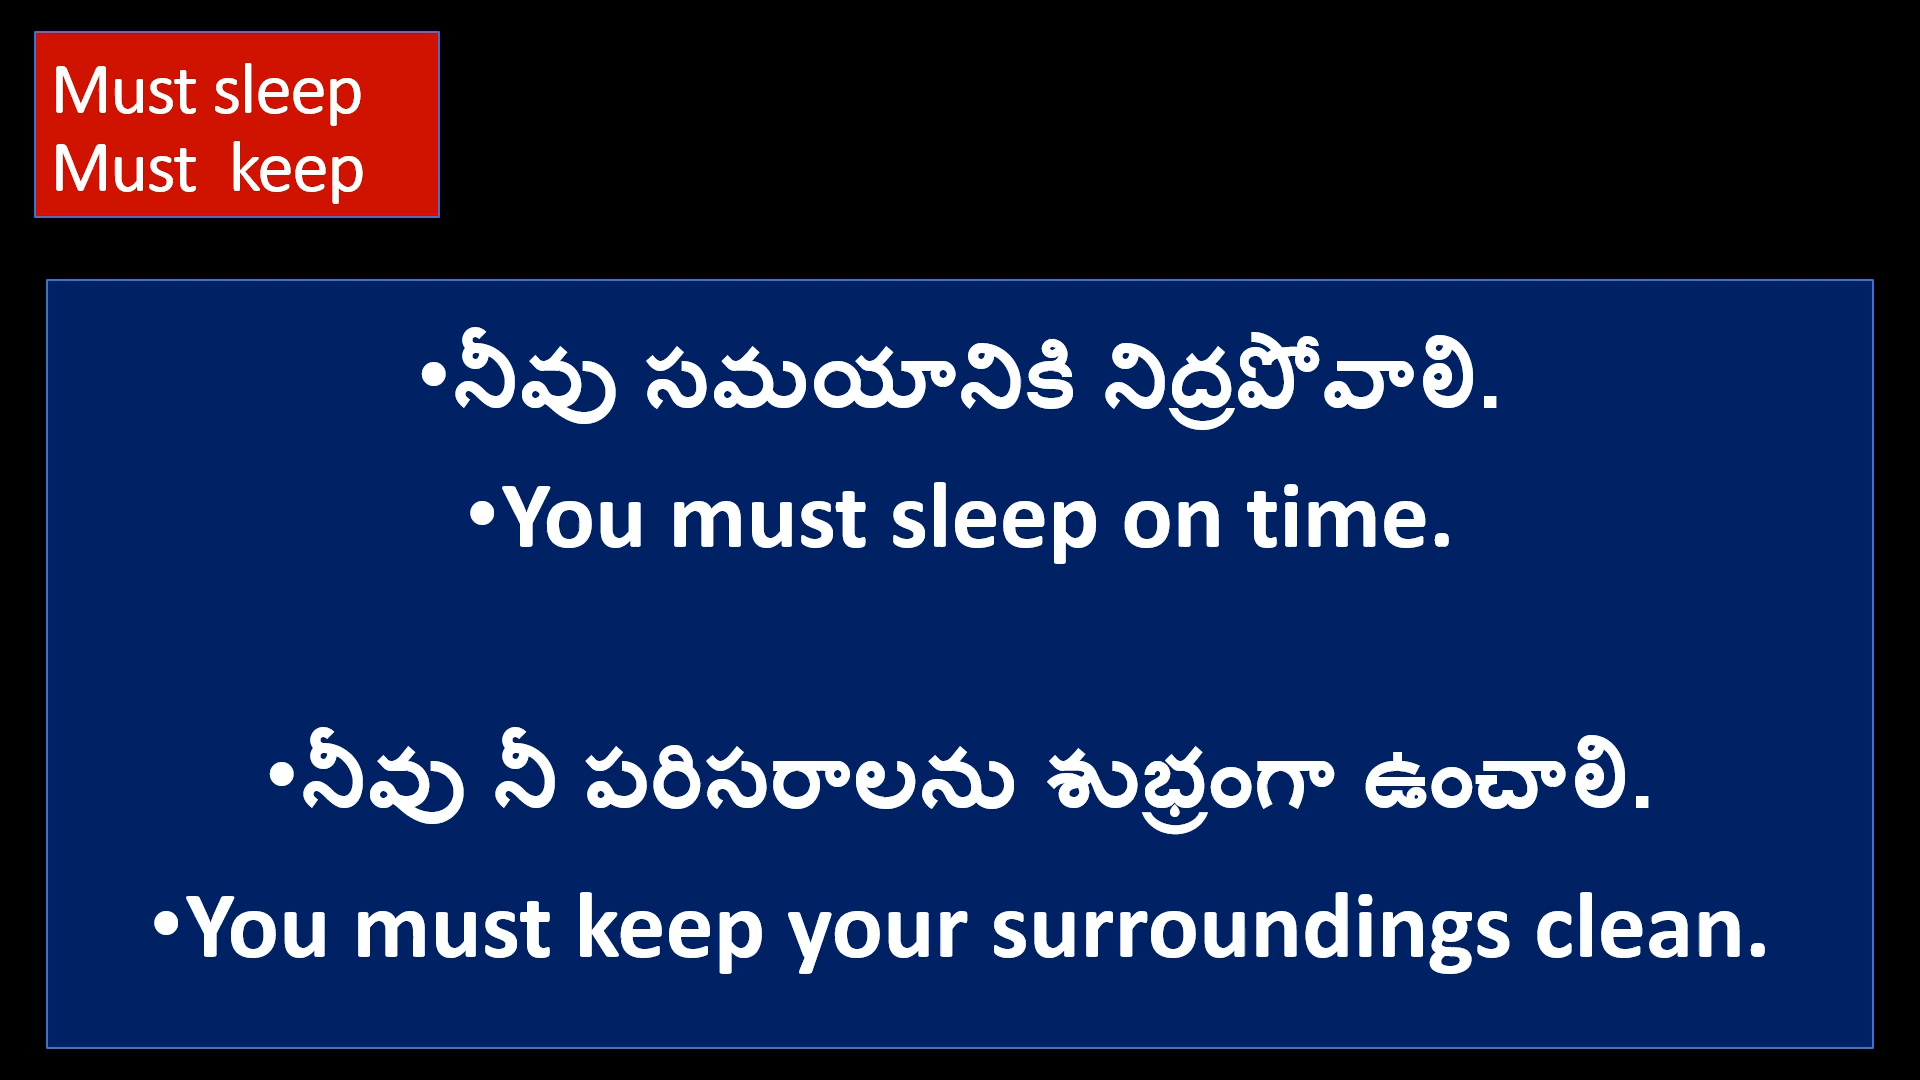 Must sleep
Must  keep
•నీవు సమయానికి నిద్రపోవాలి.
•You must sleep on time.
•నీవు నీ పరిసరాలను శుభ్రంగా ఉంచాలి.
•You must keep your surroundings clean.